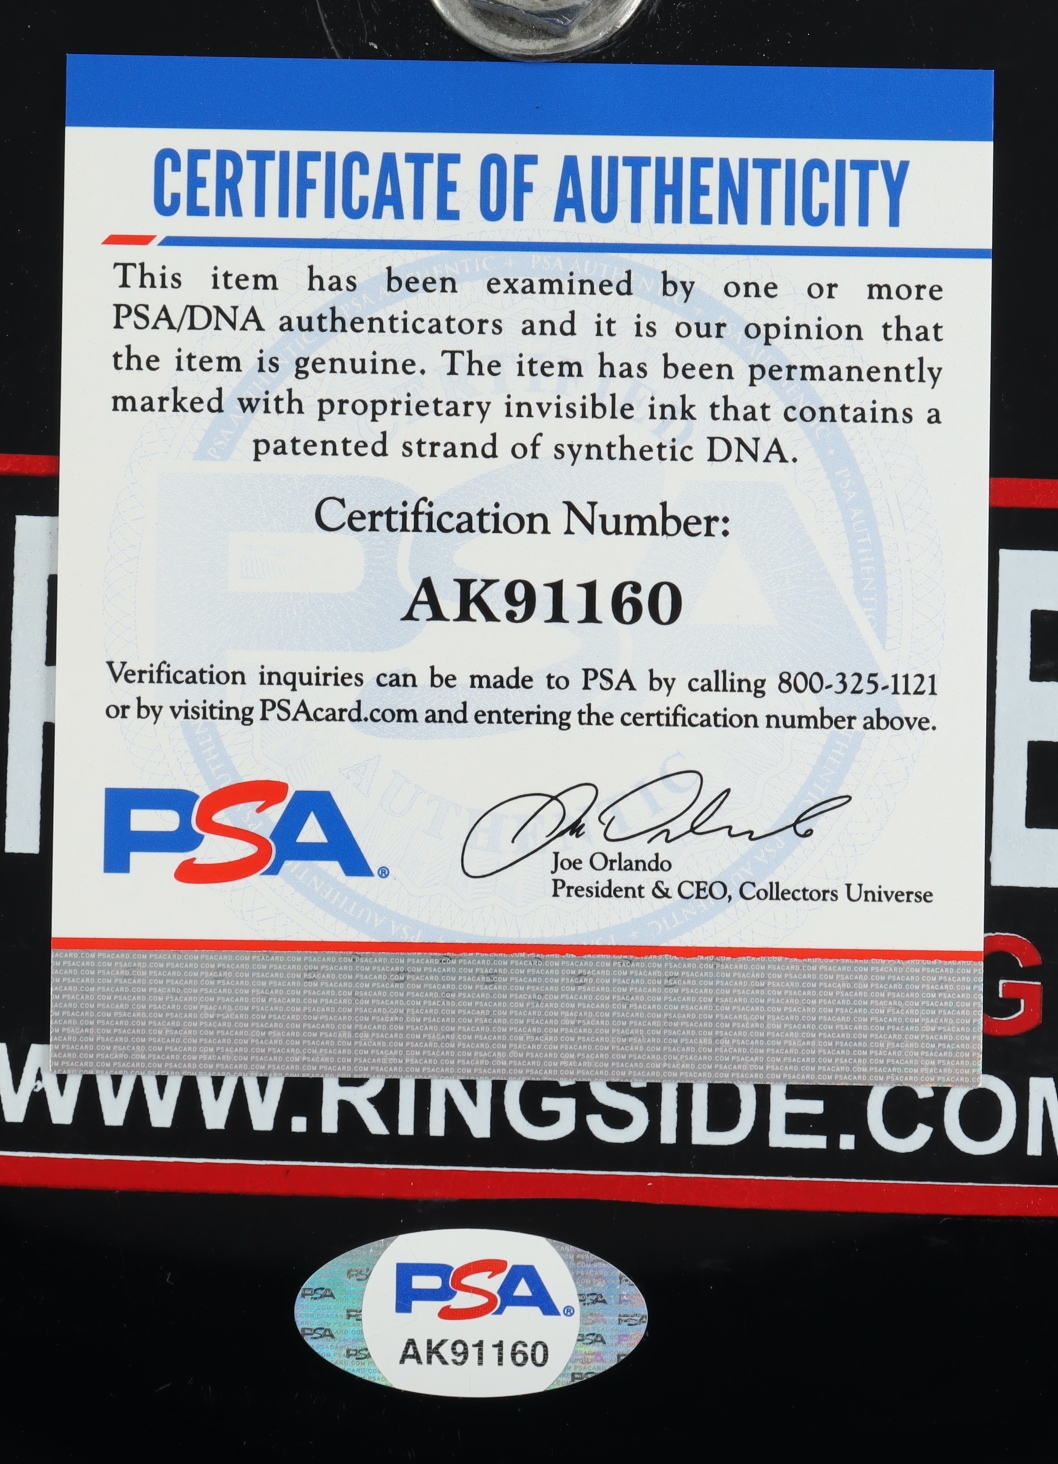 CERTIFICATE OF AUTHENTICITY
This item has been examined by one or more
PSA/DNA authenticators and it is our opinion that
the item is genuine. The item has been permanently
marked with proprietary invisible ink that contains a
patented strand of synthetic DNA.
Certification Number:
AK91160
Verification inquiries can be made to PSA by calling 800-325-1121
or by visiting PSAcard.com and entering the certification number above.
PSA®
Joe Orlando
President & CEO, Collectors Universe
G
WWW.RINGSIDE.COM
PSA®
AK91160